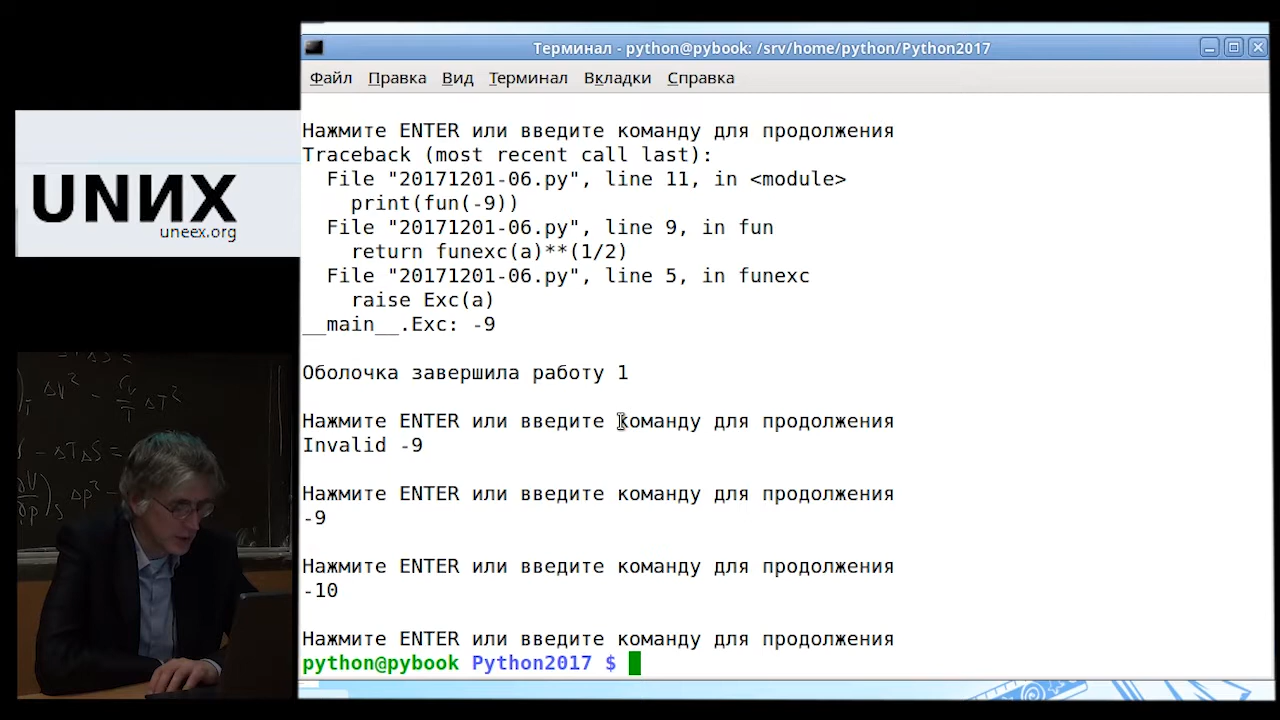 Терминал - python@pybook: /srv/home/python/Python2017
Файл Правка Вид Терминал Вкладки Справка
Нажмите ENTER или введите команду для продолжения
Traceback (most recent call last):
File "20171201-06.py", line 11, in <module>
print(fun(-9))
File "20171201-06.py", line 9, in fun
return funexc(a)**(1/2)
File "20171201-06.py", line 5, in funexc
raise Exc(a)
__main__.Exc: -9
Оболочка завершила работу 1
Нажмите ENTER или введите команду для продолжения
Invalid -9
Нажмите ENTER или введите команду для продолжения
-9
Нажмите ENTER или введите команду для продолжения
-10
Нажмите ENTER или введите команду для продолжения
python@pybook Python2017 $
UNИX
uneex.org